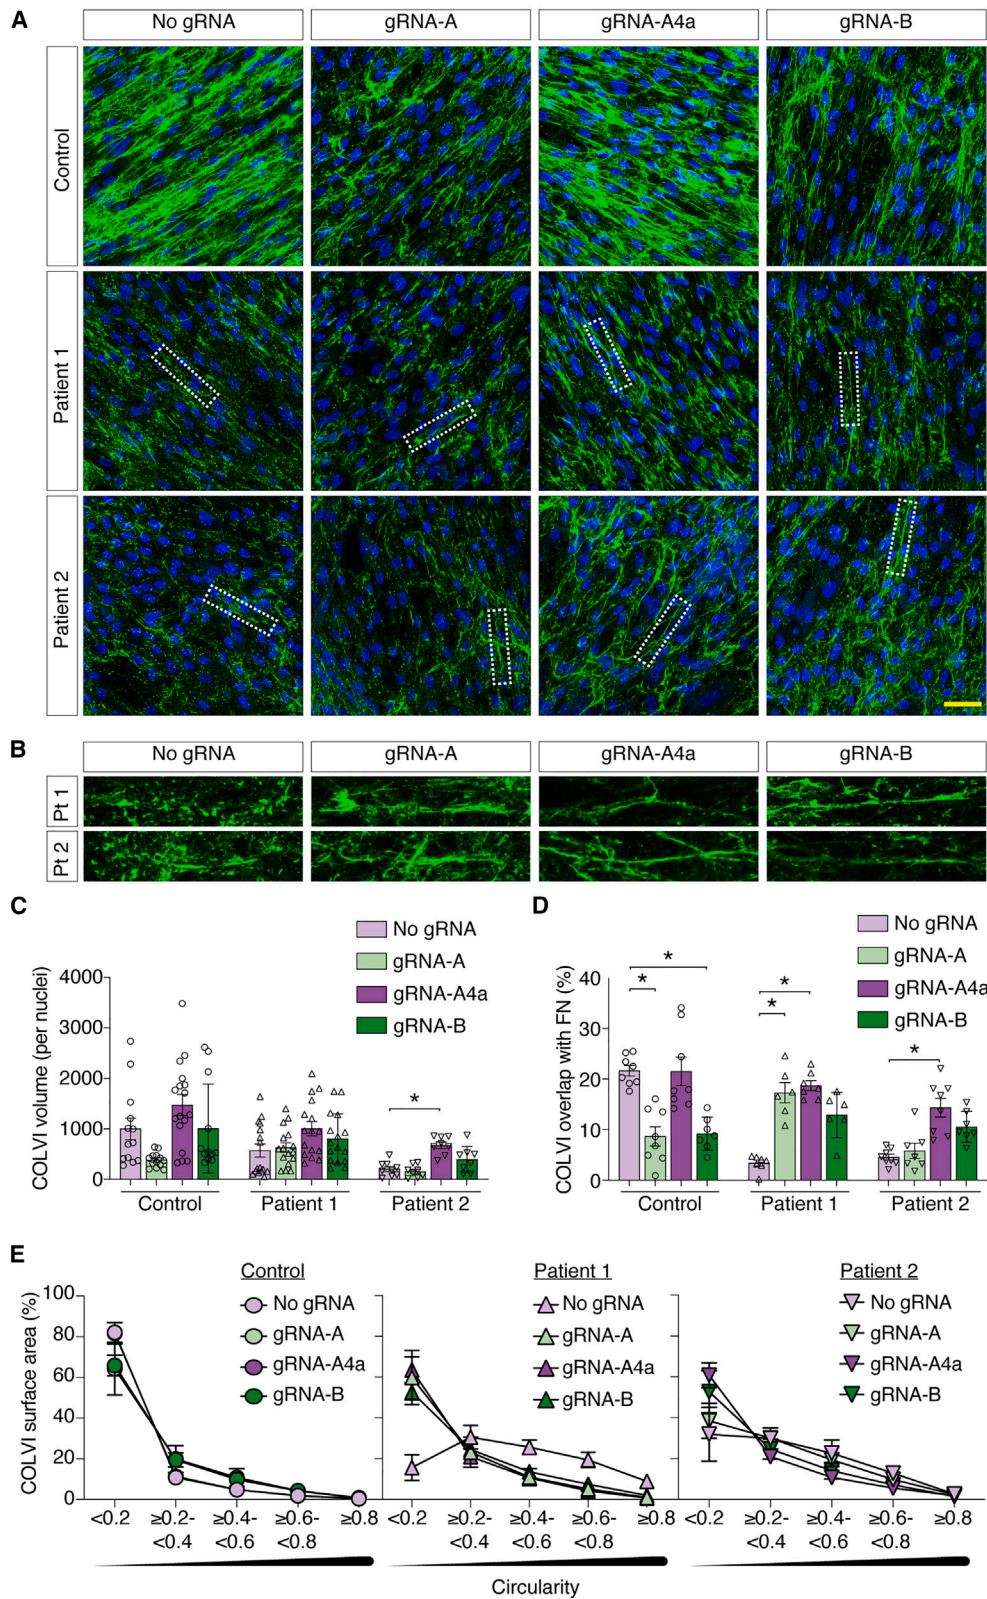 A
No gRNA gRNA-A gRNA-A4a gRNA-B
Control
Patient 1
Patient 2
B
No gRNA gRNA-A gRNA-A4a gRNA-B
Pt 1
Pt 2
C
COLVI volume (per nuclei)
4000
3000
2000
1000
0
No gRNA
gRNA-A
gRNA-A4a
gRNA-B
*
Control Patient 1 Patient 2
D
COLVI overlap with FN (%)
40
30
20
10
0
No gRNA
gRNA-A
gRNA-A4a
gRNA-B
*
*
*
*
*
Control Patient 1 Patient 2
E
COLVI surface area (%)
100
80
60
40
20
0
Control
No gRNA
gRNA-A
gRNA-A4a
gRNA-B
Patient 1
No gRNA
gRNA-A
gRNA-A4a
gRNA-B
Patient 2
No gRNA
gRNA-A
gRNA-A4a
gRNA-B
<0.2 ≥0.2- ≥0.4- ≥0.6- ≥0.8 <0.2 ≥0.2- ≥0.4- ≥0.6- ≥0.8 <0.2 ≥0.2- ≥0.4- ≥0.6- ≥0.8
<0.4 <0.6 <0.8 <0.4 <0.6 <0.8 <0.4 <0.6 <0.8
Circularity